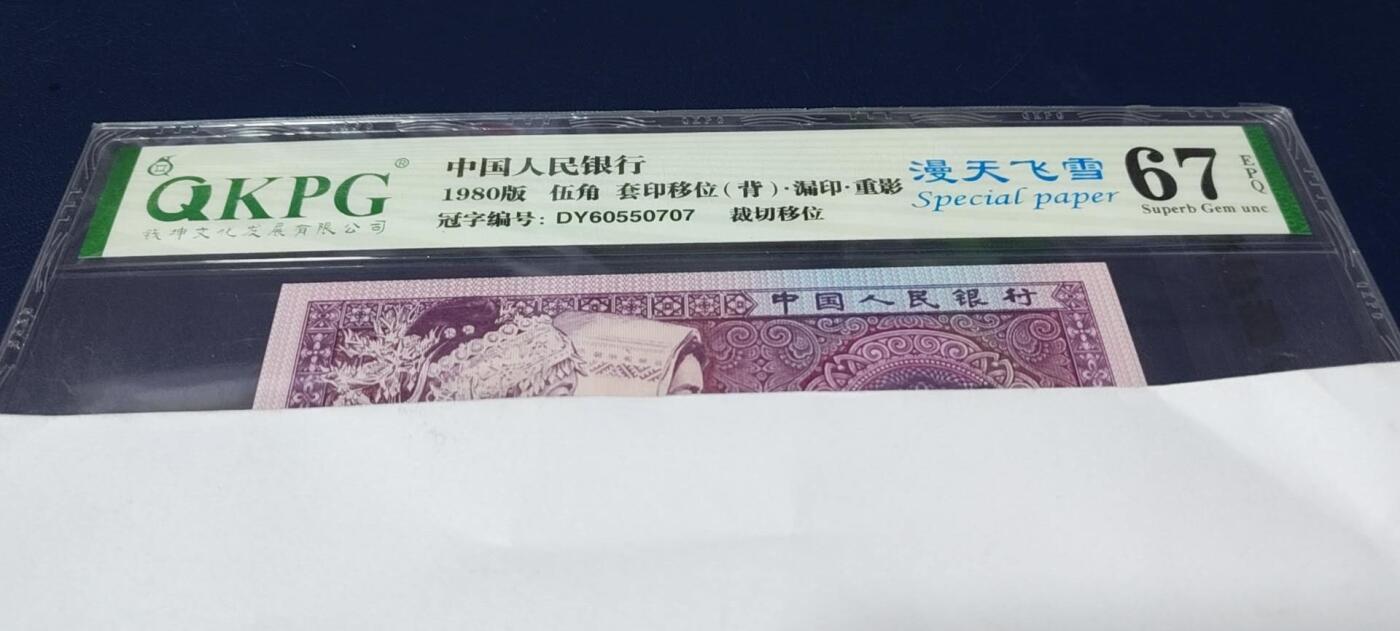 QKPG®
钱坤文化发展有限公司
中国人民银行
1980版 伍角 套印移位(背)·漏印·重影
冠字编号: DY60550707 裁切移位
漫天飞雪
Special paper
67
EPQ
Superb Gem unc
中国人民银行